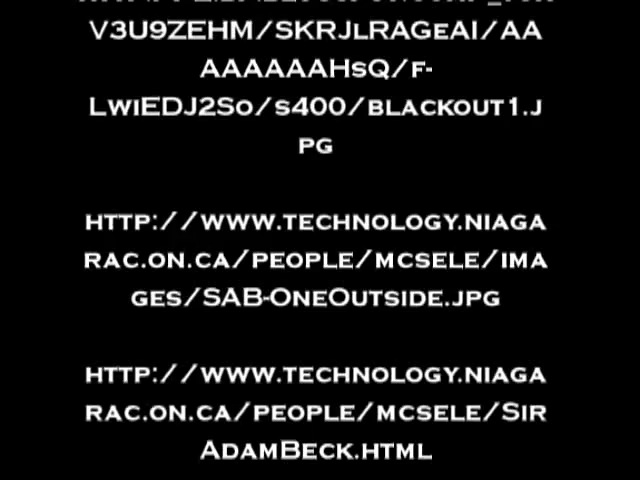 V3U9ZEHM/SKRJlRAGeAI/AA
AAAAAAHsQ/f-
LwiEDJ2So/s400/blackout1.j
pg
http://www.technology.niaga
rac.on.ca/people/mcsele/ima
ges/SAB-OneOutside.jpg
http://www.technology.niaga
rac.on.ca/people/mcsele/Sir
AdamBeck.html